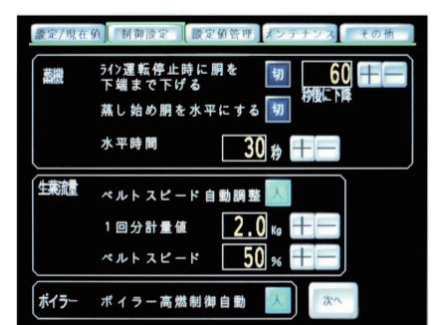 設定/現在値 制御設定 設定値管理 メンテナンス その他
蒸機
ライン運転停止時に胴を
下端まで下げる 切 60 + −
秒後に下降
蒸し始め胴を水平にする 切
水平時間 30 秒 + −
生葉流量
ベルトスピード自動調整 入
1回分計量値 2.0 Kg + −
ベルトスピード 50 % + −
ボイラー ボイラー高燃制御自動 入 次へ